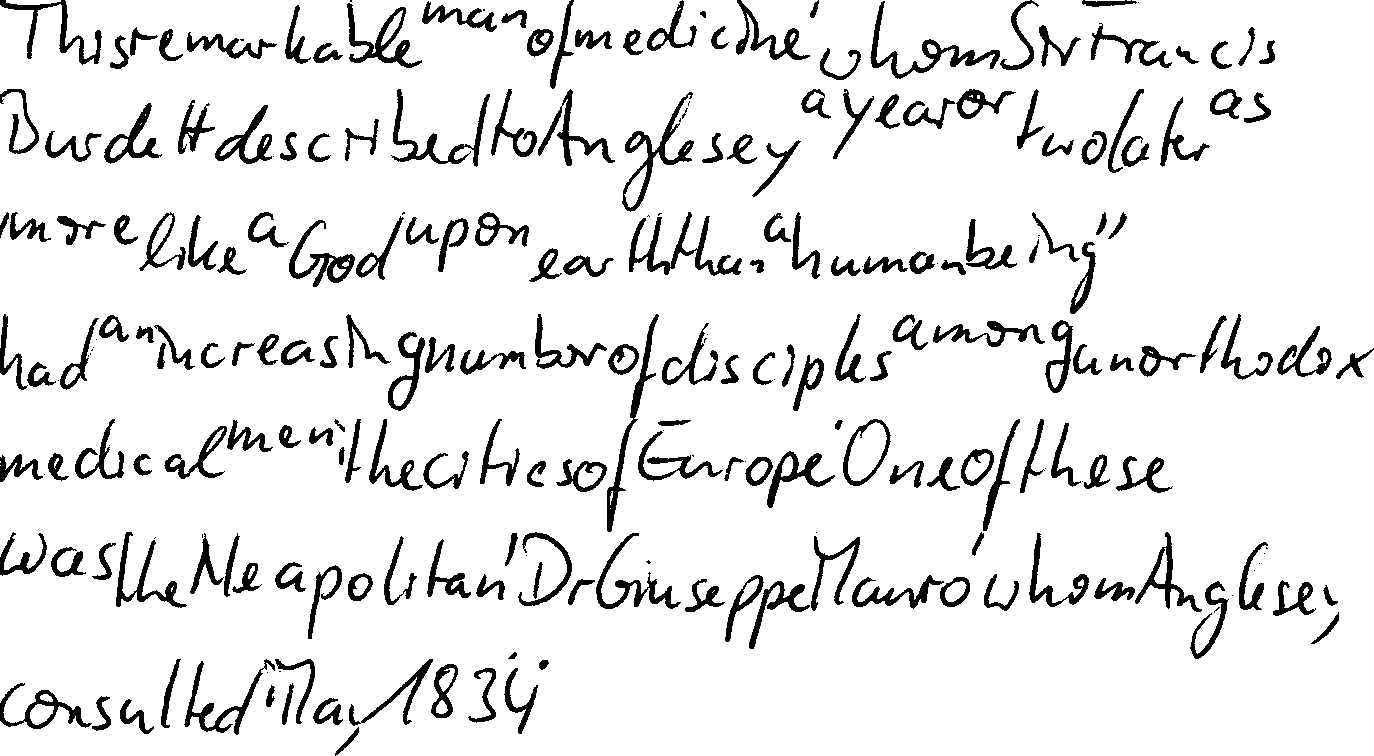 This remarkable man of medicine, whom Sir Francis
Burdett described to Anglesey a year or two later as
more like a God upon earth than a human being"
had an increasing number of disciples among unorthodox
medical men i the cities of Europe. One of these
was the Neapolitan, Dr Giuseppe Mauro, whom Anglesey
consulted i May 1834.